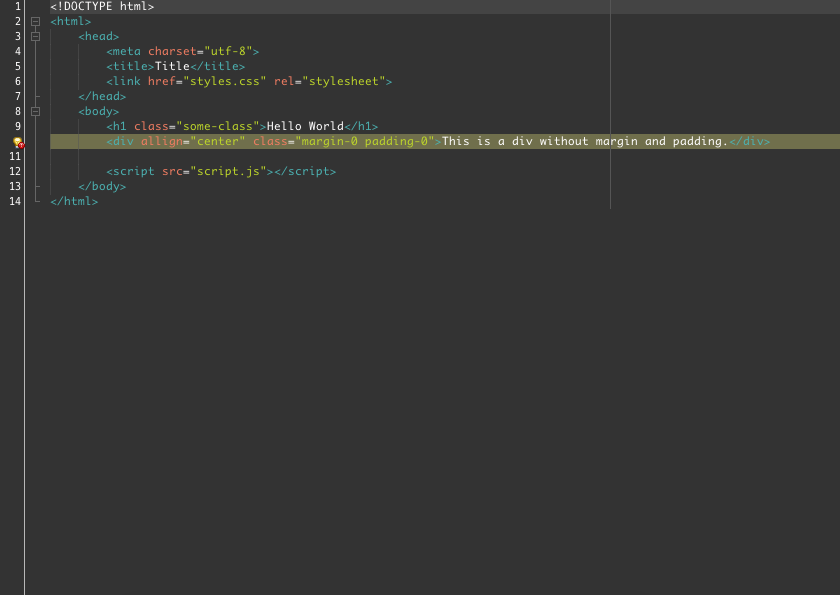 1 <!DOCTYPE html>
2 <html>
3     <head>
4         <meta charset="utf-8">
5         <title>Title</title>
6         <link href="styles.css" rel="stylesheet">
7     </head>
8     <body>
9         <h1 class="some-class">Hello World</h1>
        <div allign="center" class="margin-0 padding-0">This is a div without margin and padding.</div>
11
12         <script src="script.js"></script>
13     </body>
14 </html>